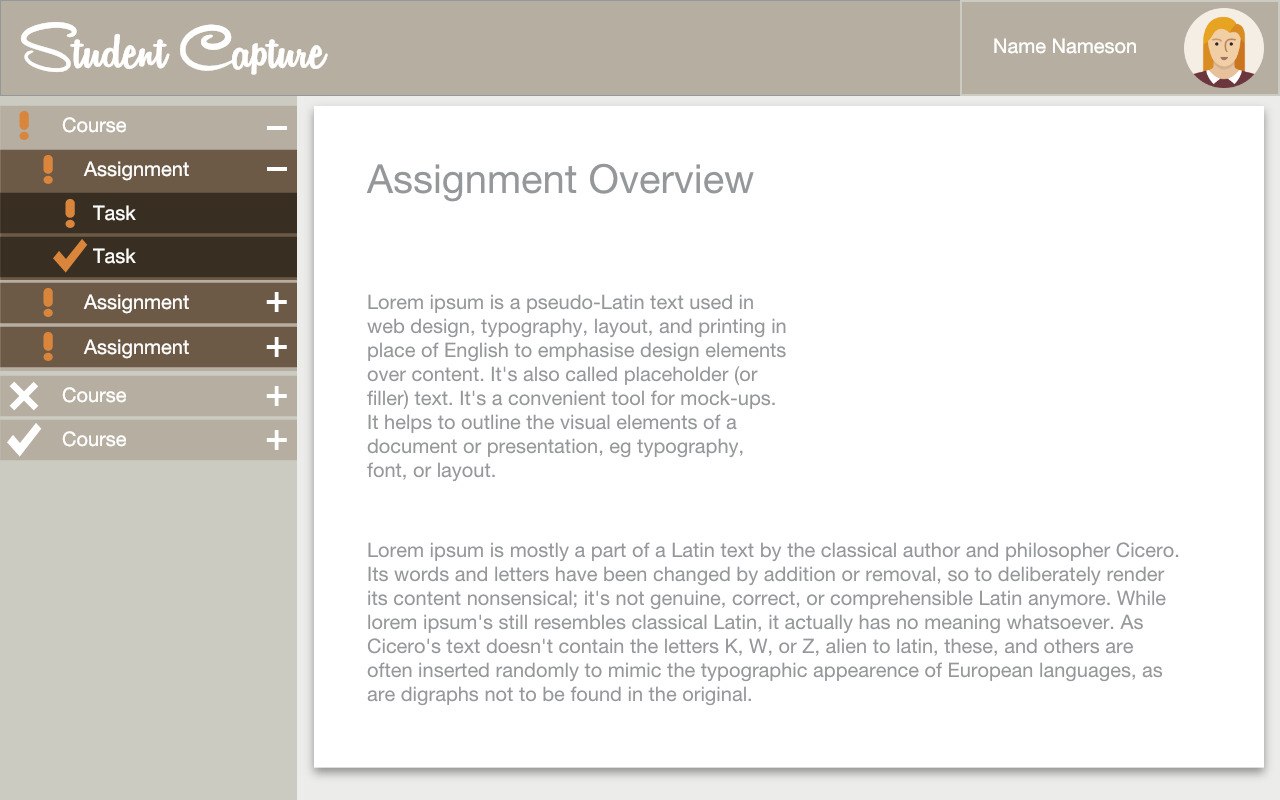 Student Capture
Name Nameson
Course
Assignment
Task
Task
Assignment
Assignment
Course
Course
Assignment Overview
Lorem ipsum is a pseudo-Latin text used in
web design, typography, layout, and printing in
place of English to emphasise design elements
over content. It's also called placeholder (or
filler) text. It's a convenient tool for mock-ups.
It helps to outline the visual elements of a
document or presentation, eg typography,
font, or layout.
Lorem ipsum is mostly a part of a Latin text by the classical author and philosopher Cicero.
Its words and letters have been changed by addition or removal, so to deliberately render
its content nonsensical; it's not genuine, correct, or comprehensible Latin anymore. While
lorem ipsum's still resembles classical Latin, it actually has no meaning whatsoever. As
Cicero's text doesn't contain the letters K, W, or Z, alien to latin, these, and others are
often inserted randomly to mimic the typographic appearence of European languages, as
are digraphs not to be found in the original.